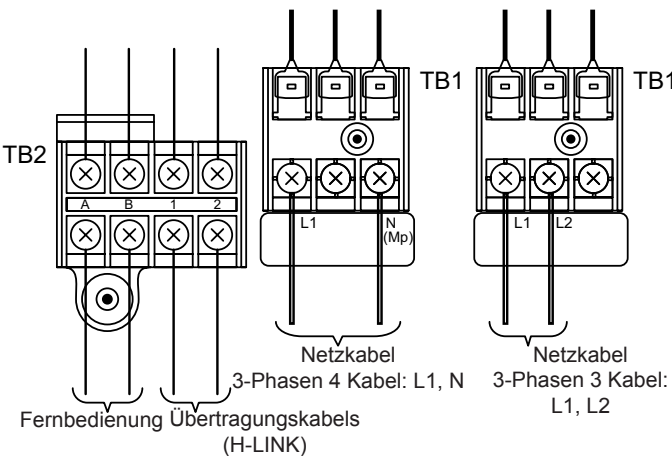 TB1
TB1
TB2
A B 1 2
L1
N
(Mp)
L1 L2
Netzkabel
3-Phasen 4 Kabel: L1, N
Netzkabel
3-Phasen 3 Kabel:
L1, L2
Fernbedienung
Übertragungskabels
(H-LINK)